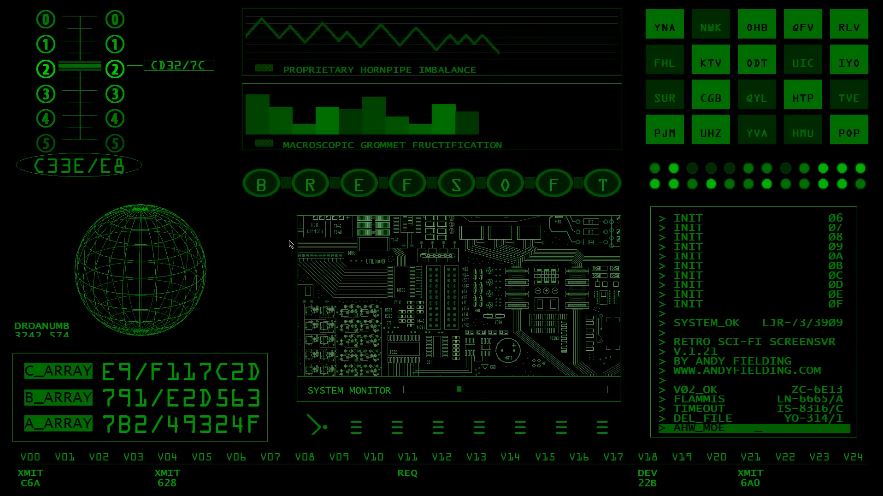 0 0
1 1
2 2 CD32/7C
3 3
4 4
5 5
C33E/E8
PROPRIETARY HORNPIPE IMBALANCE
MACROSCOPIC GROMMET FRUCTIFICATION
BREFSOFT
YNA NWK OHB QFV RLV
FHL KTV ODT UIC IYO
SUR CGB QYL HTP TVE
PJM UHZ YVA HMU POP
DROANUMB
3242 574
C_ARRAY E9/F117C2D
B_ARRAY 791/E2D563
A_ARRAY 7B2/49324F
SYSTEM MONITOR
> INIT 06
> INIT 07
> INIT 08
> INIT 09
> INIT 0A
> INIT 0B
> INIT 0C
> INIT 0D
> INIT 0E
> INIT 0F
>
> SYSTEM_OK LJR-/3/3909
>
> RETRO SCI-FI SCREENSVR
> V.1.21
> BY ANDY FIELDING
> WWW.ANDYFIELDING.COM
>
> V02_OK ZC-6E13
> FLAMMIS LN-6665/A
> TIMEOUT IS-8316/C
> DEL_FILE YO-314/1
> AHW_MOE _
V00 V01 V02 V03 V04 V05 V06 V07 V08 V09 V10 V11 V12 V13 V14 V15 V16 V17 V18 V19 V20 V21 V22 V23 V24
XMIT XMIT REQ DEV XMIT
C6A 628 22B 6A0